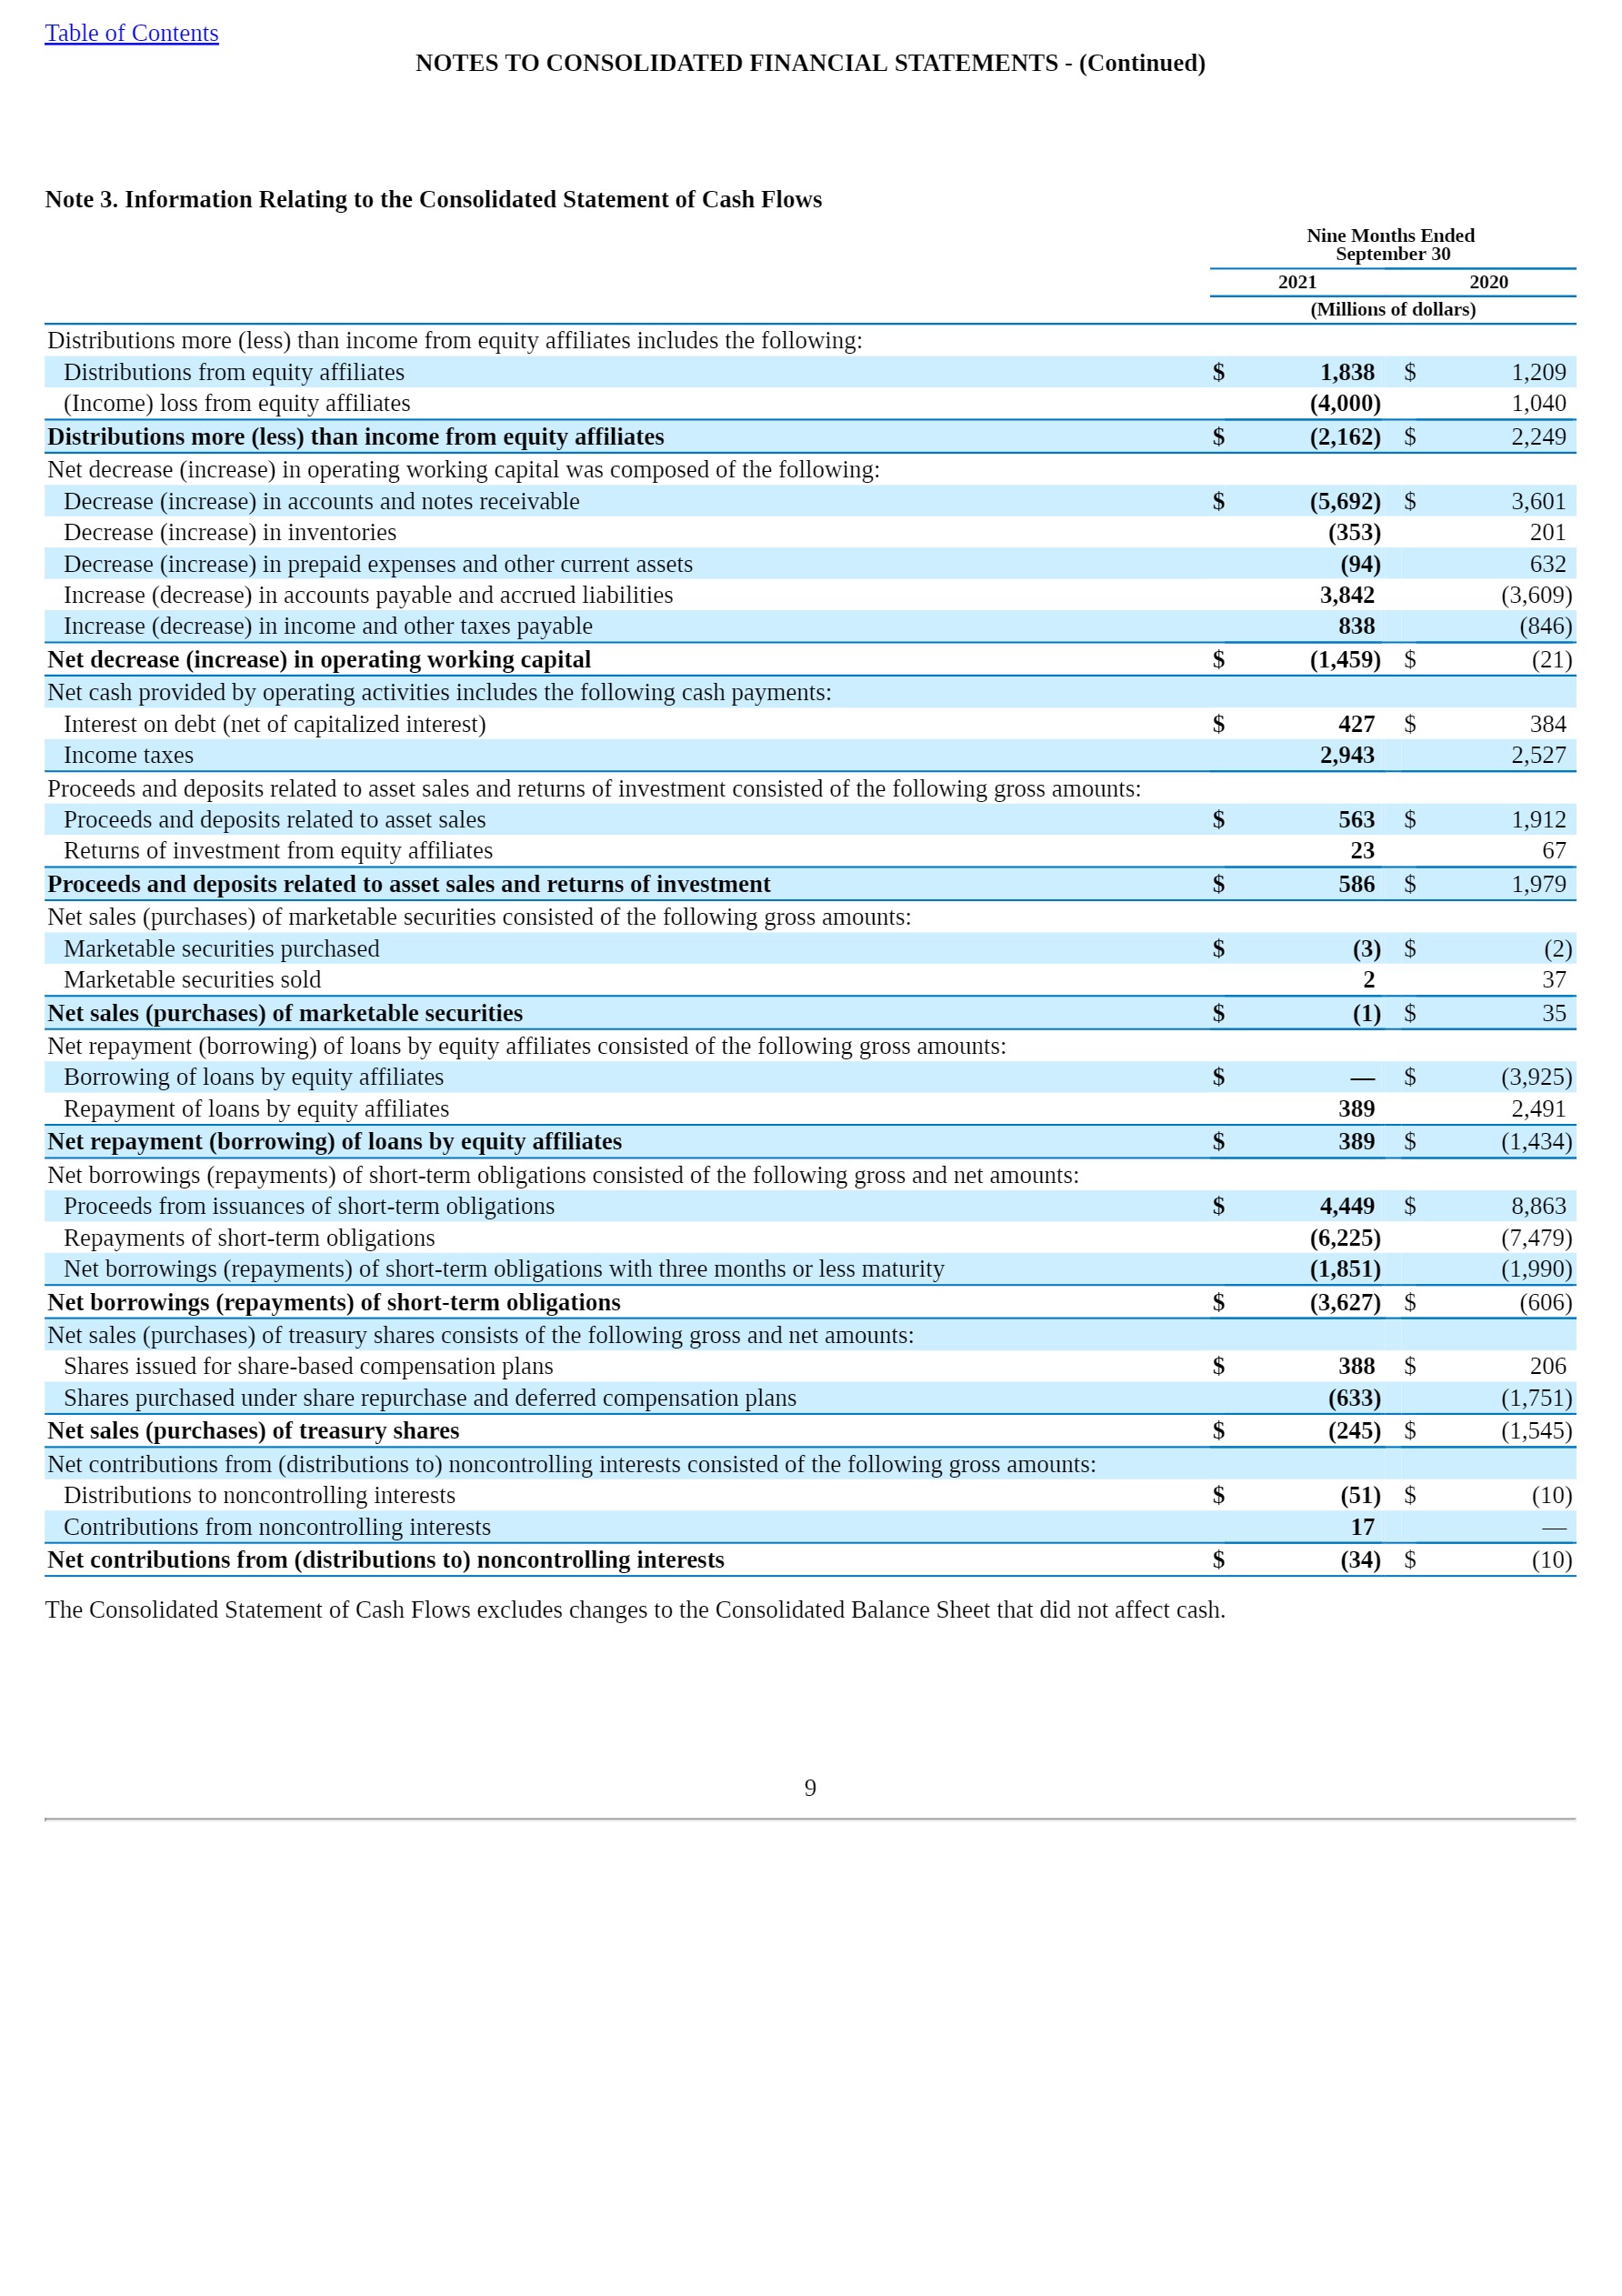 Table of Contents
NOTES TO CONSOLIDATED FINANCIAL STATEMENTS - (Continued)
Note 3. Information Relating to the Consolidated Statement of Cash Flows
Nine Months Ended
September 30
2021 2020
(Millions of dollars)
Distributions more (less) than income from equity affiliates includes the following:
Distributions from equity affiliates $ 1,838 $ 1,209
(Income) loss from equity affiliates (4,000) 1,040
Distributions more (less) than income from equity affiliates $ (2,162) $ 2,249
Net decrease (increase) in operating working capital was composed of the following:
Decrease (increase) in accounts and notes receivable $ (5,692) $ 3,601
Decrease (increase) in inventories (353) 201
Decrease (increase) in prepaid expenses and other current assets (94) 632
Increase (decrease) in accounts payable and accrued liabilities 3,842 (3,609)
Increase (decrease) in income and other taxes payable 838 (846)
Net decrease (increase) in operating working capital $ (1,459) $ (21)
Net cash provided by operating activities includes the following cash payments:
Interest on debt (net of capitalized interest) $ 427 $ 384
Income taxes 2,943 2,527
Proceeds and deposits related to asset sales and returns of investment consisted of the following gross amounts:
Proceeds and deposits related to asset sales $ 563 $ 1,912
Returns of investment from equity affiliates 23 67
Proceeds and deposits related to asset sales and returns of investment $ 586 $ 1,979
Net sales (purchases) of marketable securities consisted of the following gross amounts:
Marketable securities purchased $ (3) $ (2)
Marketable securities sold 2 37
Net sales (purchases) of marketable securities $ (1) $ 35
Net repayment (borrowing) of loans by equity affiliates consisted of the following gross amounts:
Borrowing of loans by equity affiliates $ — $ (3,925)
Repayment of loans by equity affiliates 389 2,491
Net repayment (borrowing) of loans by equity affiliates $ 389 $ (1,434)
Net borrowings (repayments) of short-term obligations consisted of the following gross and net amounts:
Proceeds from issuances of short-term obligations $ 4,449 $ 8,863
Repayments of short-term obligations (6,225) (7,479)
Net borrowings (repayments) of short-term obligations with three months or less maturity (1,851) (1,990)
Net borrowings (repayments) of short-term obligations $ (3,627) $ (606)
Net sales (purchases) of treasury shares consists of the following gross and net amounts:
Shares issued for share-based compensation plans $ 388 $ 206
Shares purchased under share repurchase and deferred compensation plans (633) (1,751)
Net sales (purchases) of treasury shares $ (245) $ (1,545)
Net contributions from (distributions to) noncontrolling interests consisted of the following gross amounts:
Distributions to noncontrolling interests $ (51) $ (10)
Contributions from noncontrolling interests 17 —
Net contributions from (distributions to) noncontrolling interests $ (34) $ (10)
The Consolidated Statement of Cash Flows excludes changes to the Consolidated Balance Sheet that did not affect cash.
9